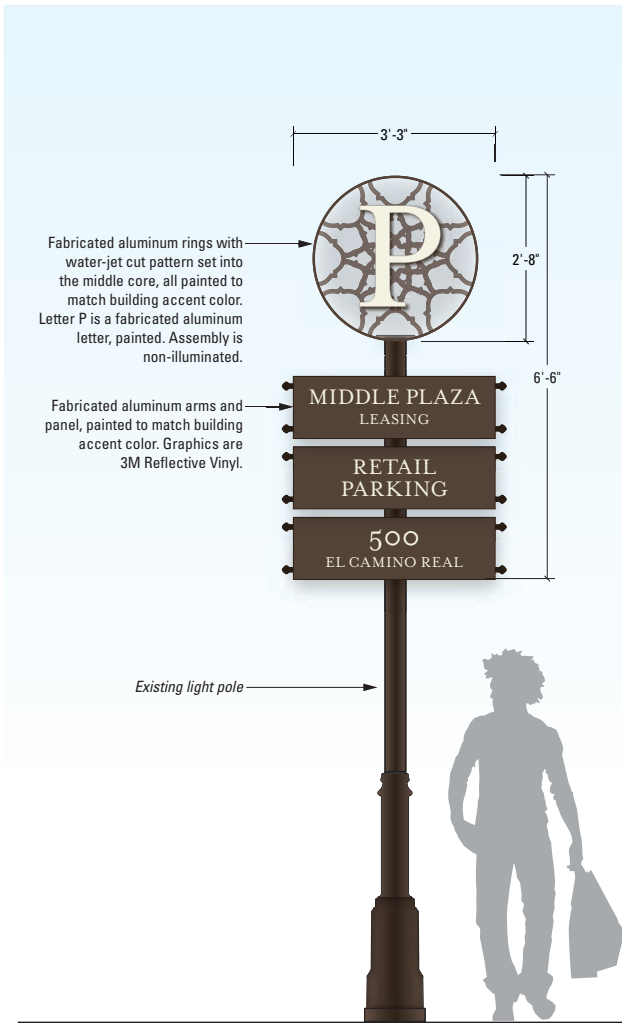 3'-3"
P
2'-8"
6'-6"
Fabricated aluminum rings with
water-jet cut pattern set into
the middle core, all painted to
match building accent color.
Letter P is a fabricated aluminum
letter, painted. Assembly is
non-illuminated.
Fabricated aluminum arms and
panel, painted to match building
accent color. Graphics are
3M Reflective Vinyl.
MIDDLE PLAZA
LEASING
RETAIL
PARKING
500
EL CAMINO REAL
Existing light pole